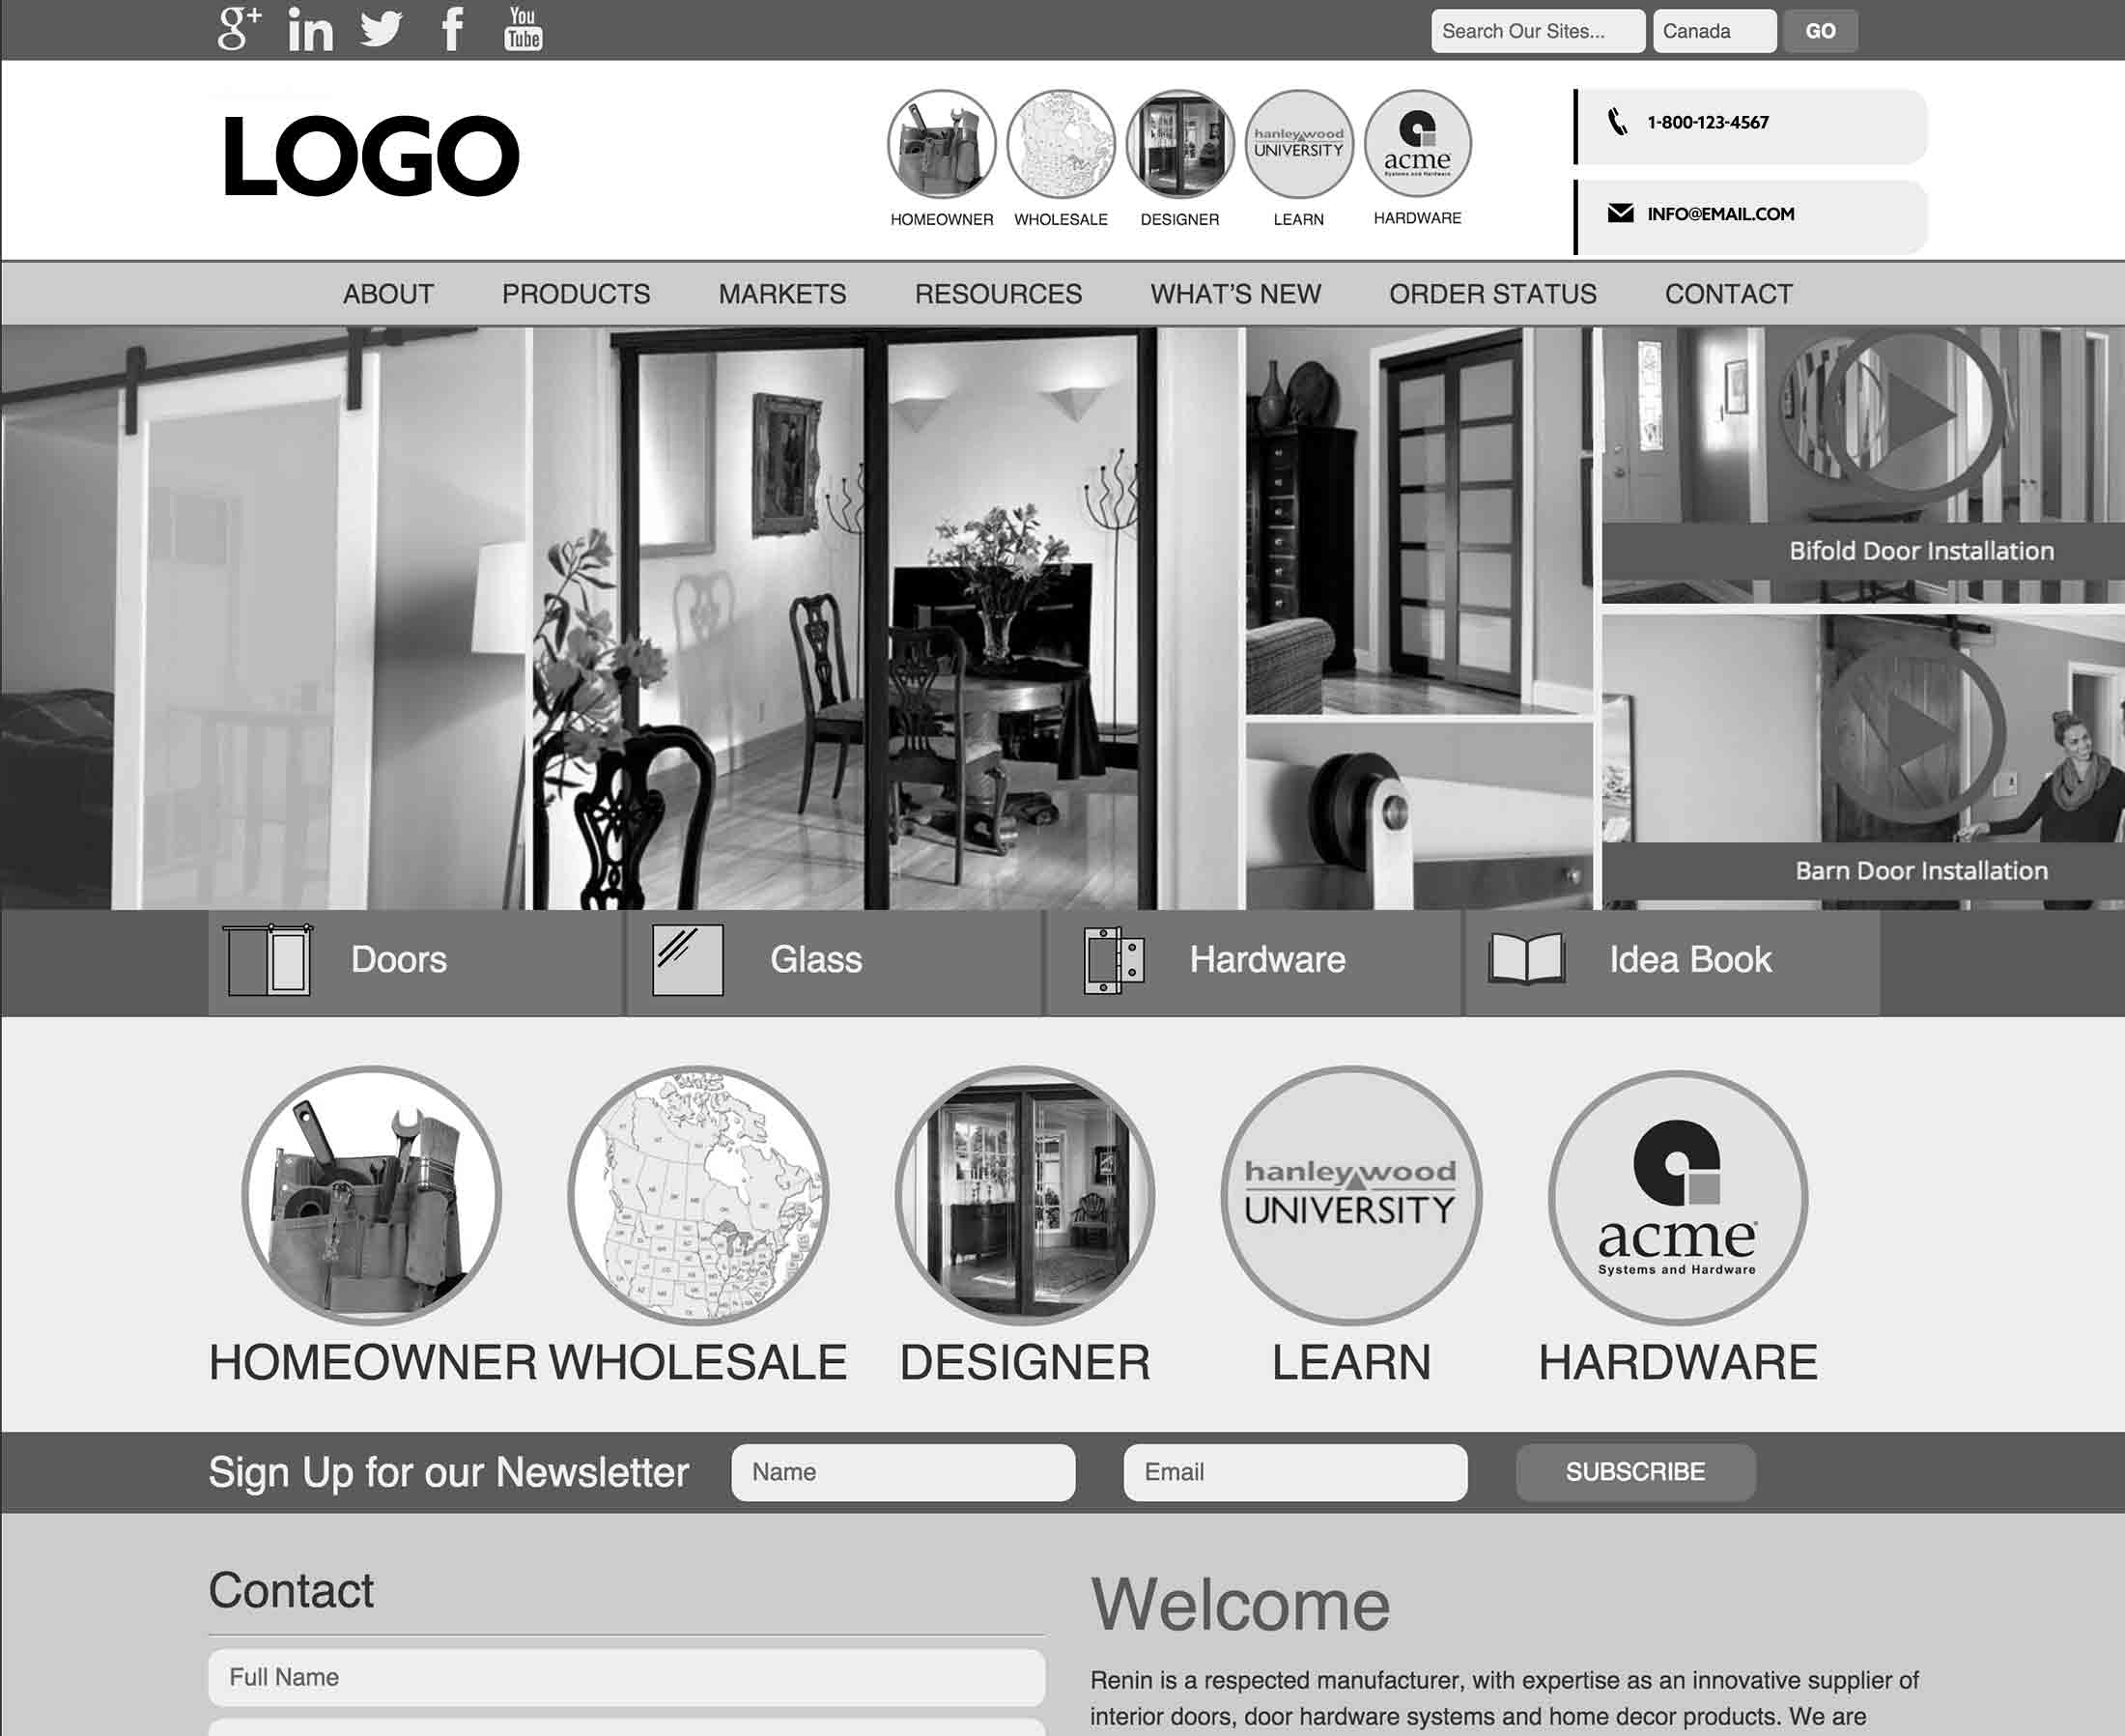 g+ in f You Tube
Search Our Sites... Canada GO
LOGO
hanley wood
UNIVERSITY
acme
Systems and Hardware
HOMEOWNER WHOLESALE DESIGNER LEARN HARDWARE
1-800-123-4567
INFO@EMAIL.COM
ABOUT PRODUCTS MARKETS RESOURCES WHAT'S NEW ORDER STATUS CONTACT
Bifold Door Installation
Barn Door Installation
Doors Glass Hardware Idea Book
hanley wood
UNIVERSITY
acme
Systems and Hardware
HOMEOWNER WHOLESALE DESIGNER LEARN HARDWARE
Sign Up for our Newsletter Name Email SUBSCRIBE
Contact
Full Name
Welcome
Renin is a respected manufacturer, with expertise as an innovative supplier of
interior doors, door hardware systems and home decor products. We are